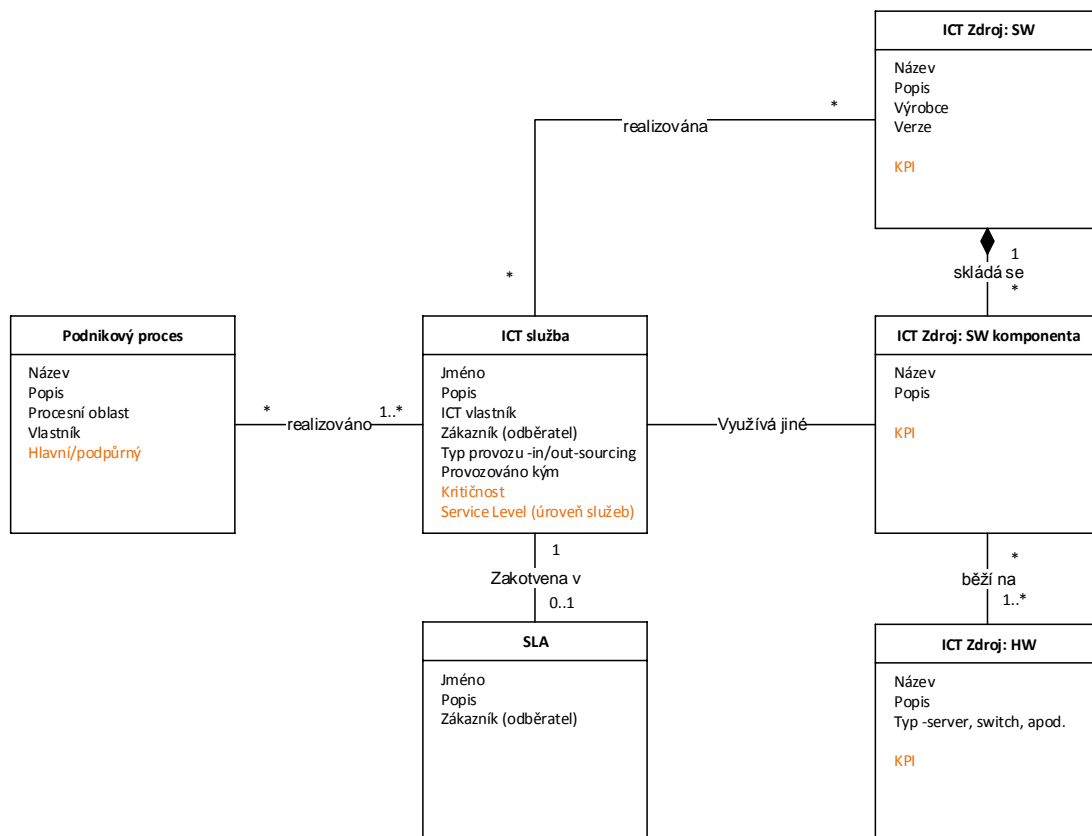 ICT Zdroj: SW
Název
Popis
Výrobce
Verze
KPI
*
realizována
*
1
skládá se
*
Podnikový proces
Název
Popis
Procesní oblast
Vlastník
Hlavní/podpůrný
*
realizováno
1..*
ICT služba
Jméno
Popis
ICT vlastník
Zákazník (odběratel)
Typ provozu -in/out-sourcing
Provozováno kým
Kritičnost
Service Level (úroveň služeb)
Využívá jiné
ICT Zdroj: SW komponenta
Název
Popis
KPI
1
Zakotvena v
0..1
*
běží na
1..*
SLA
Jméno
Popis
Zákazník (odběratel)
ICT Zdroj: HW
Název
Popis
Typ -server, switch, apod.
KPI